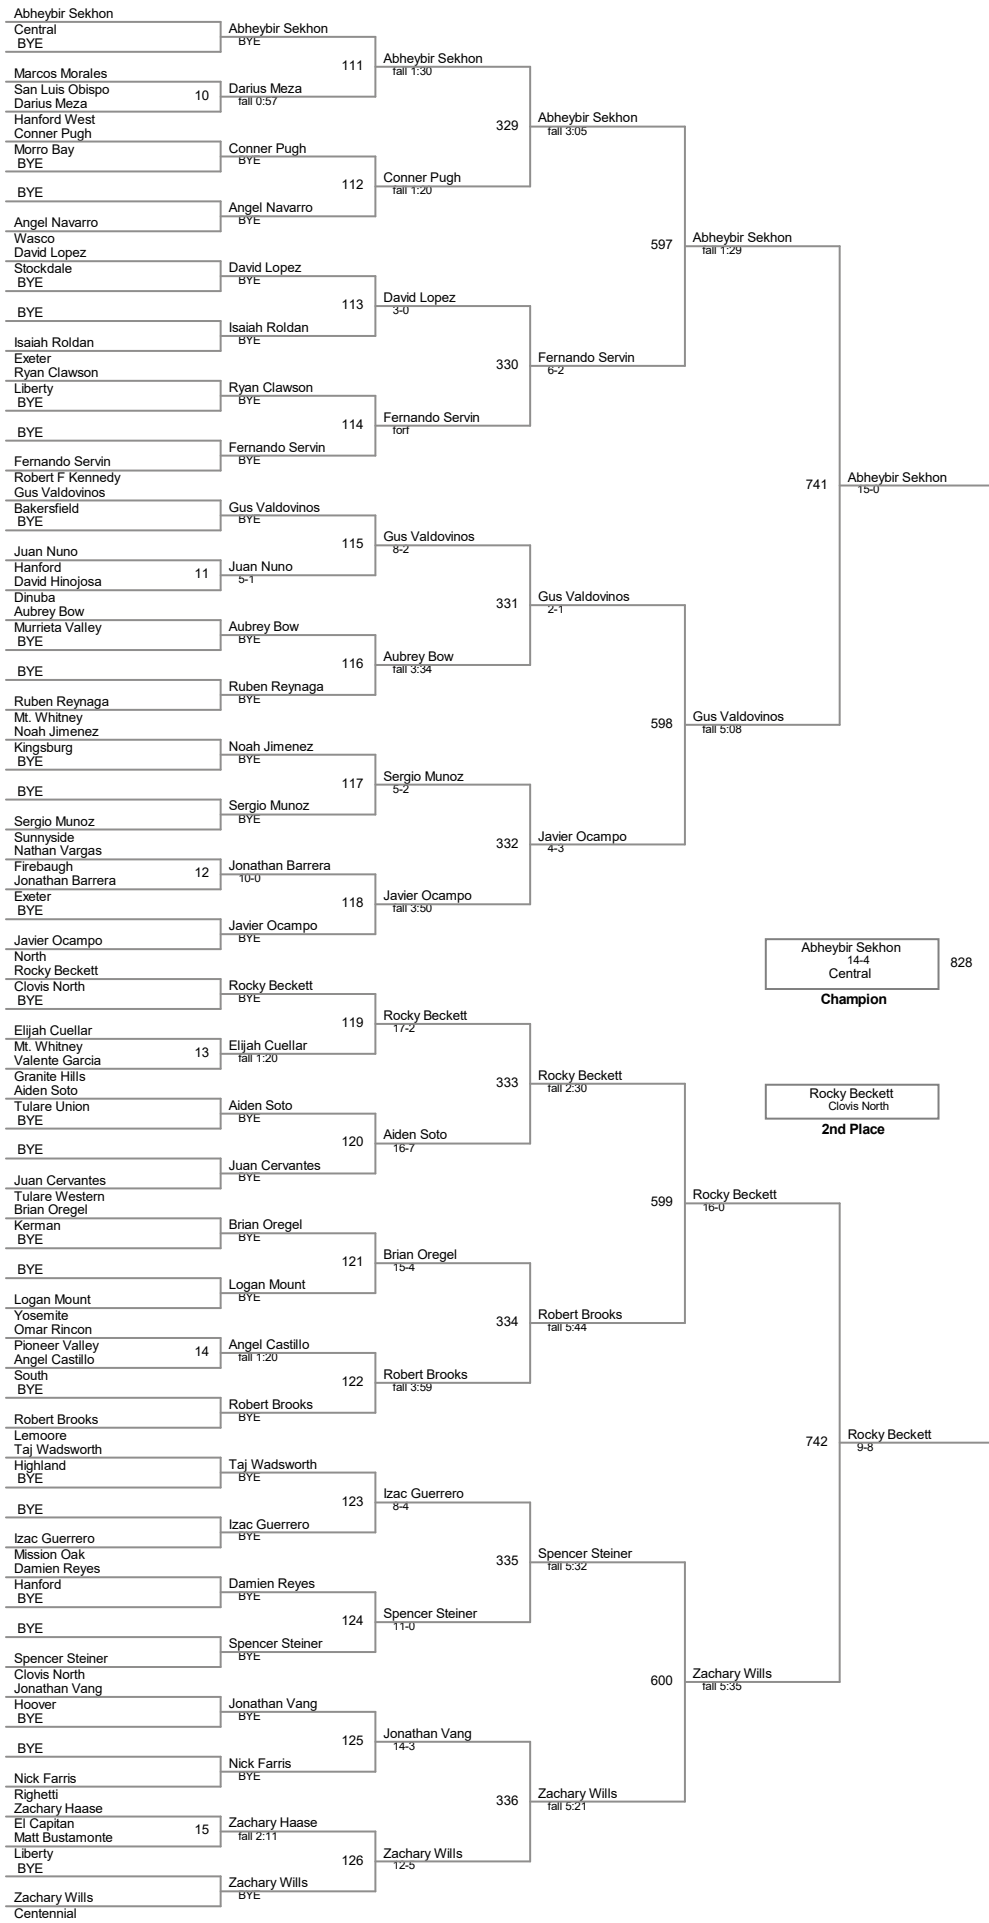 Abheybir Sekhon
Central
BYE
Marcos Morales
San Luis Obispo
10
Darius Meza
Hanford West
Conner Pugh
Morro Bay
BYE
BYE
Angel Navarro
Wasco
David Lopez
Stockdale
BYE
BYE
Isaiah Roldan
Exeter
Ryan Clawson
Liberty
BYE
BYE
Fernando Servin
Robert F Kennedy
Gus Valdovinos
Bakersfield
BYE
Juan Nuno
Hanford
11
David Hinojosa
Dinuba
Aubrey Bow
Murrieta Valley
BYE
BYE
Ruben Reynaga
Mt. Whitney
Noah Jimenez
Kingsburg
BYE
BYE
Sergio Munoz
Sunnyside
Nathan Vargas
Firebaugh
12
Jonathan Barrera
Exeter
BYE
Javier Ocampo
North
Rocky Beckett
Clovis North
BYE
Elijah Cuellar
Mt. Whitney
13
Valente Garcia
Granite Hills
Aiden Soto
Tulare Union
BYE
BYE
Juan Cervantes
Tulare Western
Brian Oregel
Kerman
BYE
BYE
Logan Mount
Yosemite
Omar Rincon
Pioneer Valley
14
Angel Castillo
South
BYE
Robert Brooks
Lemoore
Taj Wadsworth
Highland
BYE
BYE
Izac Guerrero
Mission Oak
Damien Reyes
Hanford
BYE
BYE
Spencer Steiner
Clovis North
Jonathan Vang
Hoover
BYE
BYE
Nick Farris
Righetti
Zachary Haase
El Capitan
15
Matt Bustamonte
Liberty
BYE
Zachary Wills
Centennial
Abheybir Sekhon
BYE
111
Darius Meza
fall 0:57
Conner Pugh
BYE
112
Angel Navarro
BYE
David Lopez
BYE
113
Isaiah Roldan
BYE
Ryan Clawson
BYE
114
Fernando Servin
BYE
Gus Valdovinos
BYE
115
Juan Nuno
5-1
Aubrey Bow
BYE
116
Ruben Reynaga
BYE
Noah Jimenez
BYE
117
Sergio Munoz
BYE
Jonathan Barrera
10-0
118
Javier Ocampo
BYE
Rocky Beckett
BYE
119
Elijah Cuellar
fall 1:20
Aiden Soto
BYE
120
Juan Cervantes
BYE
Brian Oregel
BYE
121
Logan Mount
BYE
Angel Castillo
fall 1:20
122
Robert Brooks
BYE
Taj Wadsworth
BYE
123
Izac Guerrero
BYE
Damien Reyes
BYE
124
Spencer Steiner
BYE
Jonathan Vang
BYE
125
Nick Farris
BYE
Zachary Haase
fall 2:11
126
Zachary Wills
BYE
Abheybir Sekhon
fall 1:30
329
Conner Pugh
fall 1:20
David Lopez
3-0
330
Fernando Servin
forf
Gus Valdovinos
8-2
331
Aubrey Bow
fall 3:34
Sergio Munoz
5-2
332
Javier Ocampo
fall 3:50
Rocky Beckett
17-2
333
Aiden Soto
16-7
Brian Oregel
15-4
334
Robert Brooks
fall 3:59
Izac Guerrero
8-4
335
Spencer Steiner
11-0
Jonathan Vang
14-3
336
Zachary Wills
12-5
Abheybir Sekhon
fall 3:05
597
Fernando Servin
6-2
Gus Valdovinos
2-1
598
Javier Ocampo
4-3
Rocky Beckett
fall 2:30
599
Robert Brooks
fall 5:44
Spencer Steiner
fall 5:32
600
Zachary Wills
fall 5:21
Abheybir Sekhon
fall 1:29
741
Gus Valdovinos
fall 5:08
Rocky Beckett
16-0
742
Zachary Wills
fall 5:35
Abheybir Sekhon
15-0
Abheybir Sekhon
14-4
Central
828
Champion
Rocky Beckett
Clovis North
2nd Place
Rocky Beckett
9-8